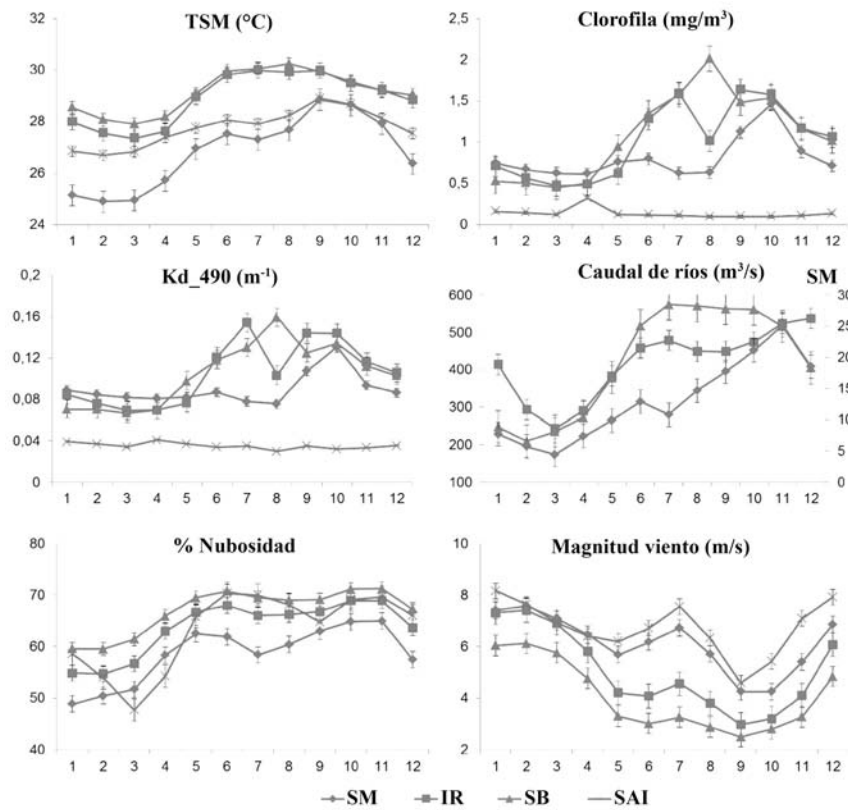 TSM (°C)
Clorofila (mg/m³)
32
30
28
26
24
1 2 3 4 5 6 7 8 9 10 11 12
2,5
2
1,5
1
0,5
0
1 2 3 4 5 6 7 8 9 10 11 12
Kd_490 (m⁻¹)
Caudal de ríos (m³/s)
SM
0,2
0,16
0,12
0,08
0,04
0
1 2 3 4 5 6 7 8 9 10 11 12
600
500
400
300
200
100
30
25
20
15
10
5
0
1 2 3 4 5 6 7 8 9 10 11 12
% Nubosidad
Magnitud viento (m/s)
80
70
60
50
40
1 2 3 4 5 6 7 8 9 10 11 12
10
8
6
4
2
1 2 3 4 5 6 7 8 9 10 11 12
SM IR SB SAI